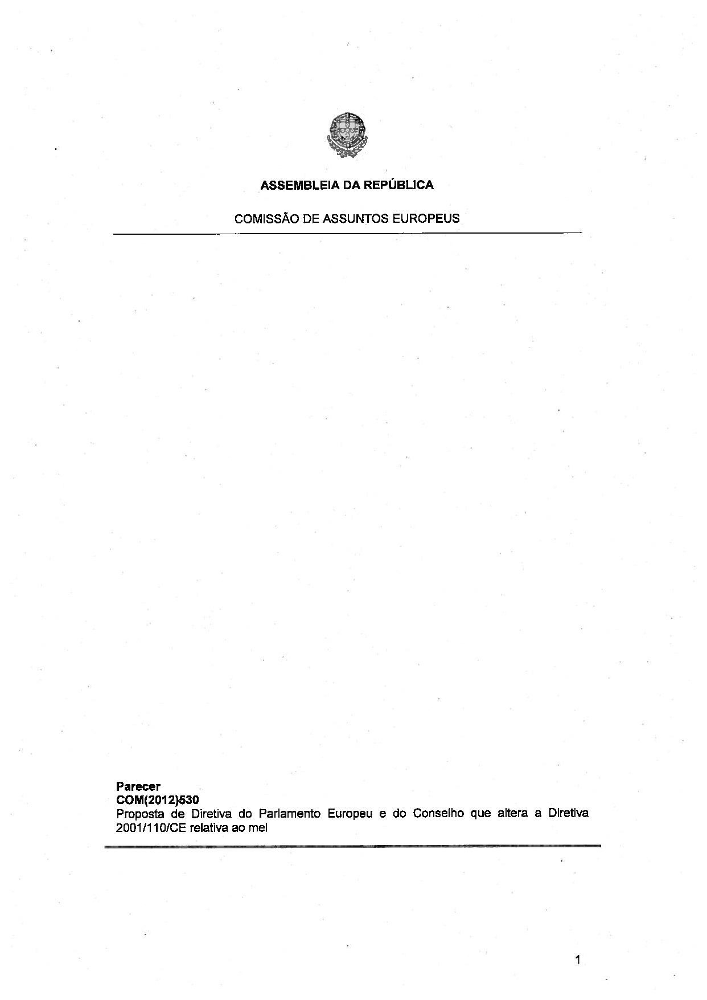 ASSEMBLEIA DA REPÚBLICA
COMISSÃO DE ASSUNTOS EUROPEUS
Parecer
COM(2012)530
Proposta de Diretiva do Parlamento Europeu e do Conselho que altera a Diretiva
2001/110/CE relativa ao mel
1